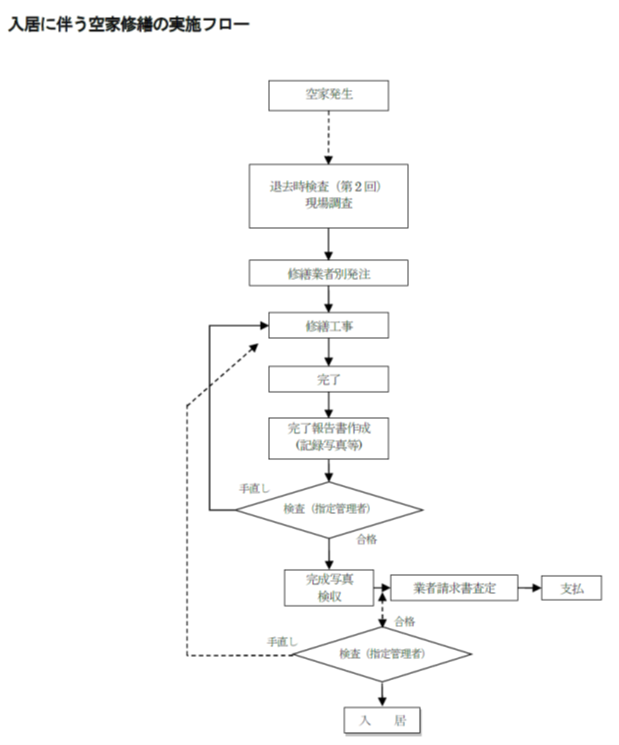 入居に伴う空家修繕の実施フロー
空家発生
退去時検査（第２回）
現場調査
修繕業者別発注
修繕工事
完了
完了報告書作成
(記録写真等)
手直し
検査（指定管理者）
合格
完成写真
検収
業者請求書査定
支払
合格
手直し
検査（指定管理者）
入　居